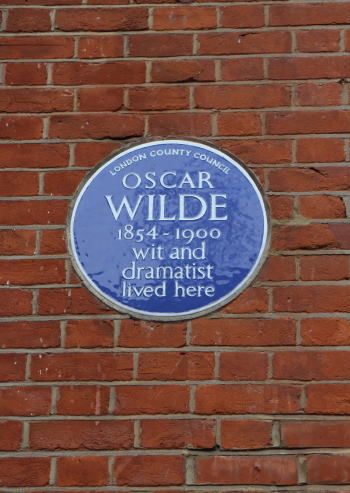 LONDON COUNTY COUNCIL
OSCAR
WILDE
1854-1900
wit and
dramatist
lived here